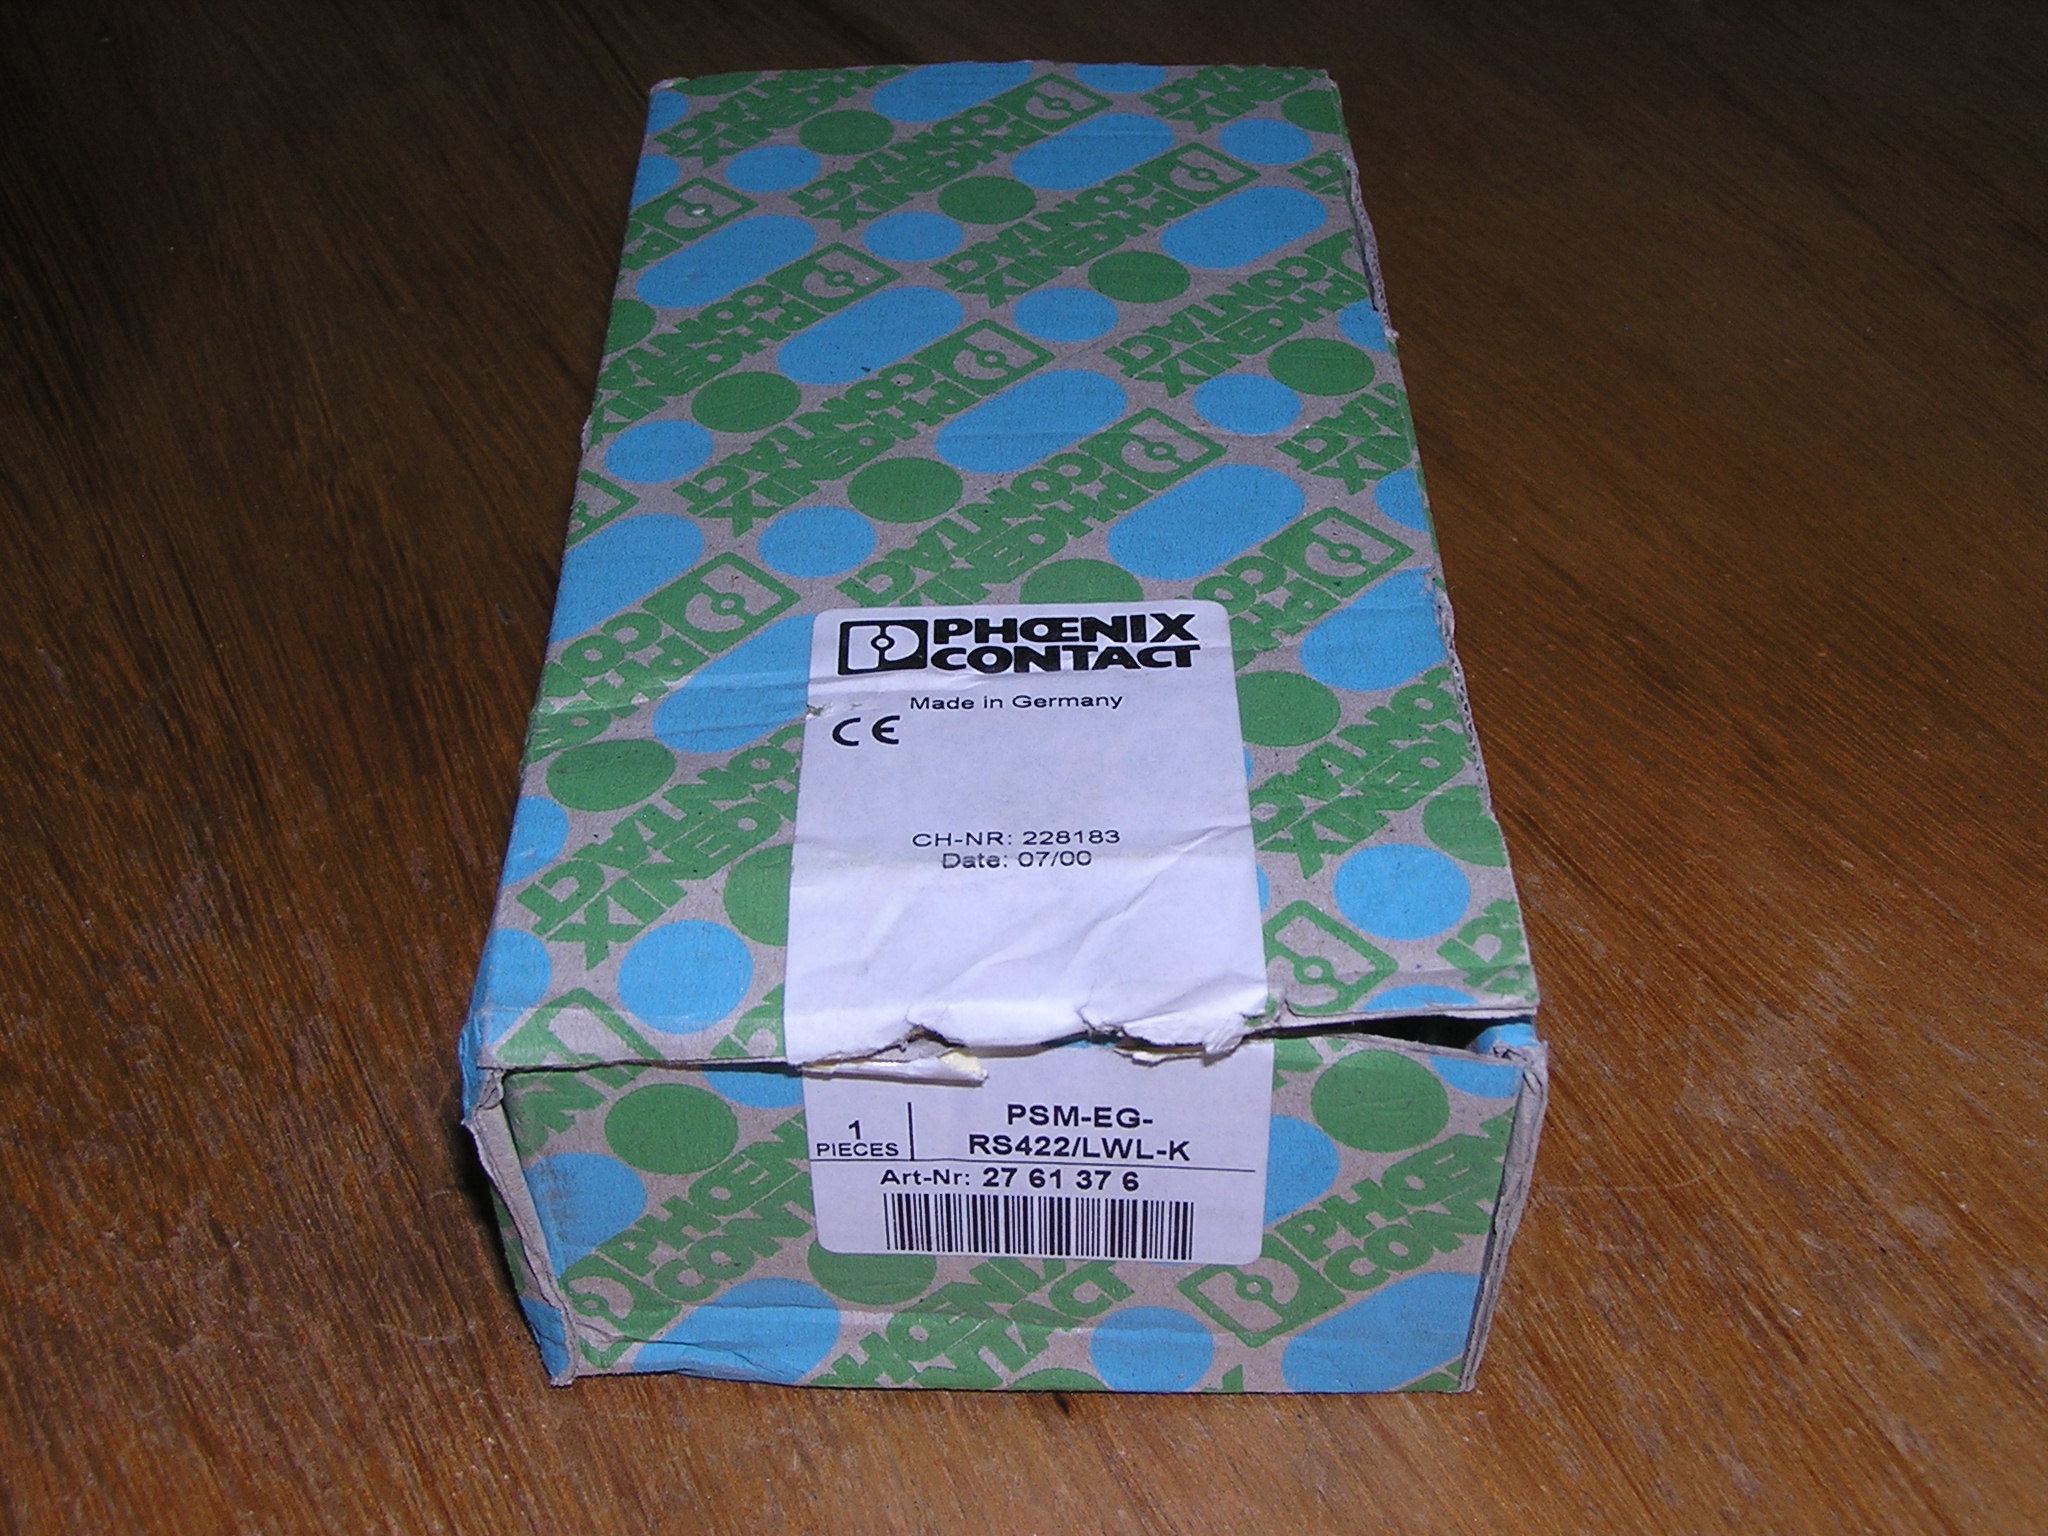 PHŒNIX
CONTACT
Made in Germany
CE
CH-NR: 228183
Date: 07/00
1
PIECES
PSM-EG-
RS422/LWL-K
Art-Nr: 27 61 37 6